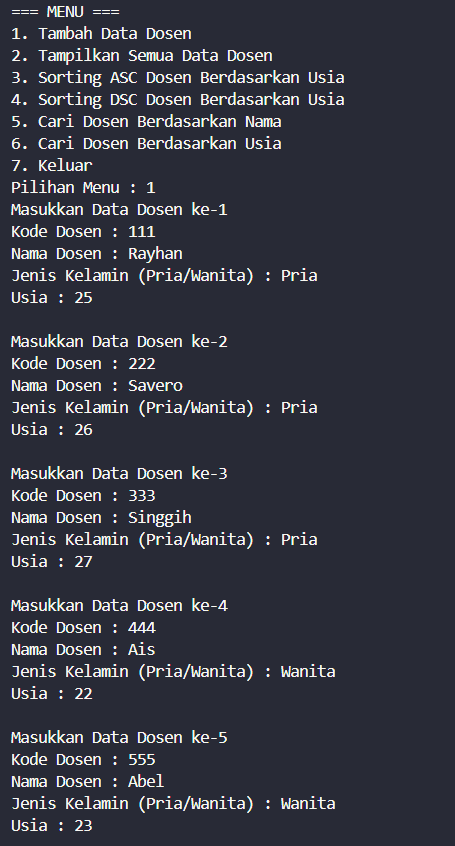 === MENU ===
1. Tambah Data Dosen
2. Tampilkan Semua Data Dosen
3. Sorting ASC Dosen Berdasarkan Usia
4. Sorting DSC Dosen Berdasarkan Usia
5. Cari Dosen Berdasarkan Nama
6. Cari Dosen Berdasarkan Usia
7. Keluar
Pilihan Menu : 1
Masukkan Data Dosen ke-1
Kode Dosen : 111
Nama Dosen : Rayhan
Jenis Kelamin (Pria/Wanita) : Pria
Usia : 25
Masukkan Data Dosen ke-2
Kode Dosen : 222
Nama Dosen : Savero
Jenis Kelamin (Pria/Wanita) : Pria
Usia : 26
Masukkan Data Dosen ke-3
Kode Dosen : 333
Nama Dosen : Singgih
Jenis Kelamin (Pria/Wanita) : Pria
Usia : 27
Masukkan Data Dosen ke-4
Kode Dosen : 444
Nama Dosen : Ais
Jenis Kelamin (Pria/Wanita) : Wanita
Usia : 22
Masukkan Data Dosen ke-5
Kode Dosen : 555
Nama Dosen : Abel
Jenis Kelamin (Pria/Wanita) : Wanita
Usia : 23